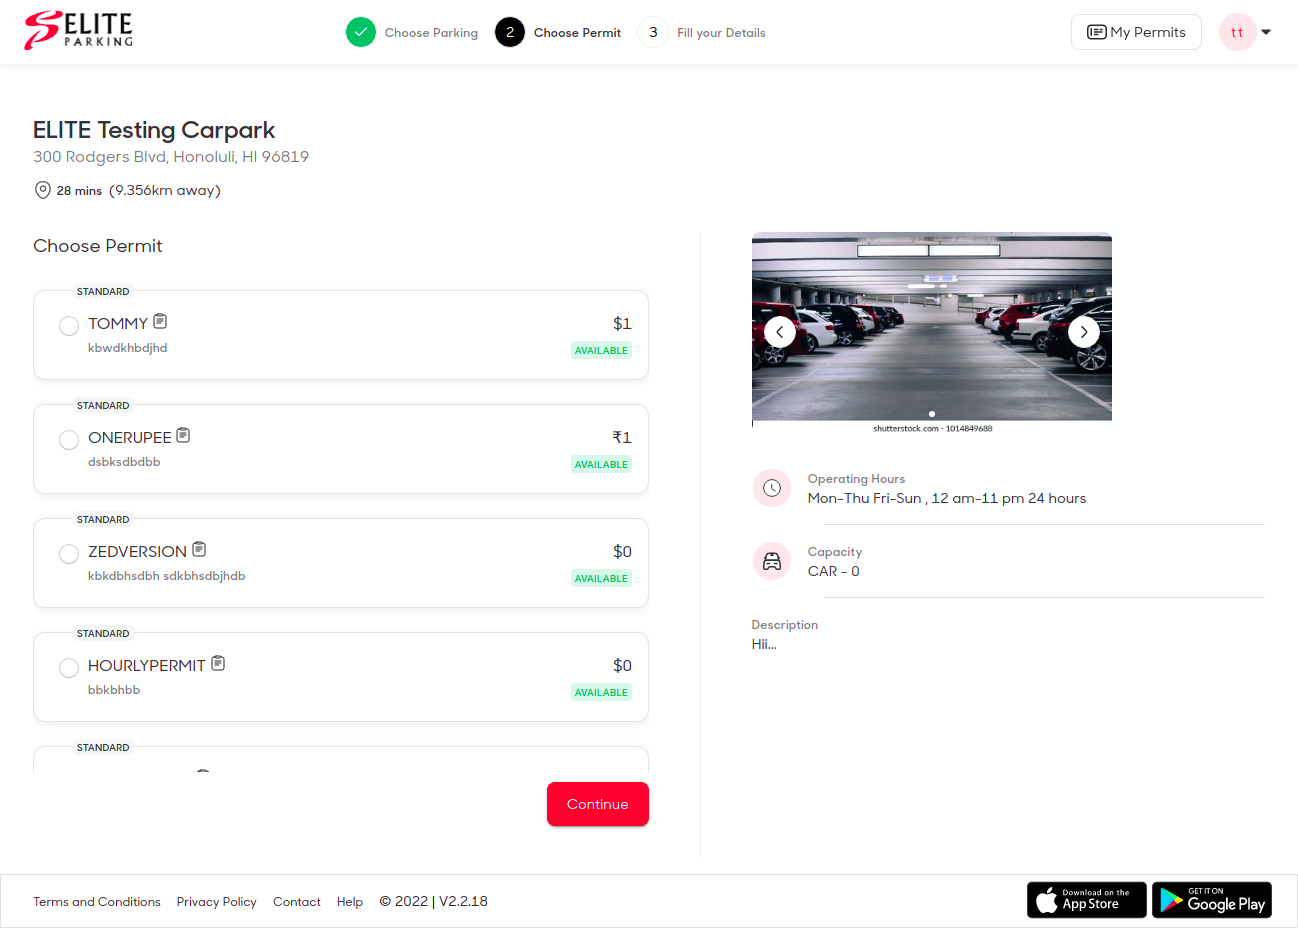 ELITE
PARKING
Choose Parking
2
Choose Permit
3
Fill your Details
My Permits
tt
ELITE Testing Carpark
300 Rodgers Blvd, Honoluli, HI 96819
28 mins (9.356km away)
Choose Permit
STANDARD
TOMMY
$1
kbwdkhbdjhd
AVAILABLE
STANDARD
ONERUPEE
₹1
dsbksdbdbb
AVAILABLE
STANDARD
ZEDVERSION
$0
kbkdbhsdbh sdkbhsdbjhdb
AVAILABLE
STANDARD
HOURLYPERMIT
$0
bbkbhbb
AVAILABLE
STANDARD
Continue
shutterstock.com · 1014849688
Operating Hours
Mon-Thu Fri-Sun , 12 am-11 pm 24 hours
Capacity
CAR - 0
Description
Hii...
Terms and Conditions
Privacy Policy
Contact
Help
© 2022 | V2.2.18
Download on the
App Store
GET IT ON
Google Play